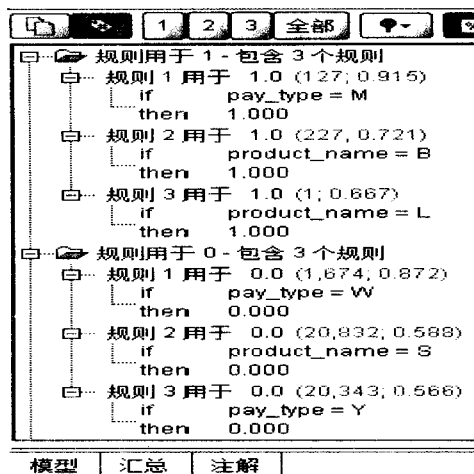 1 2 3 全部
规则用于 1 - 包含 3 个规则
规则 1 用于 1.0 (127; 0.915)
if pay_type = M
then 1.000
规则 2 用于 1.0 (227, 0.721)
if product_name = B
then 1.000
规则 3 用于 1.0 (1; 0.667)
if product_name = L
then 1.000
规则用于 0 - 包含 3 个规则
规则 1 用于 0.0 (1,674; 0.872)
if pay_type = W
then 0.000
规则 2 用于 0.0 (20,832; 0.588)
if product_name = S
then 0.000
规则 3 用于 0.0 (20,343; 0.566)
if pay_type = Y
then 0.000
模型 汇总 注解